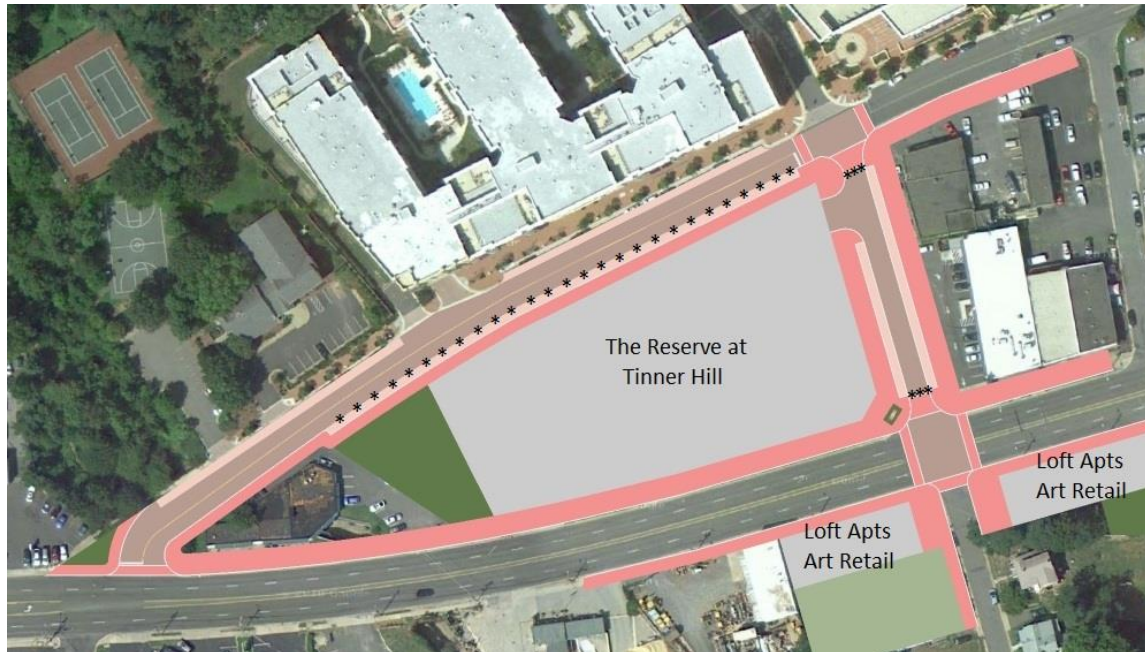 The Reserve at
Tinner Hill
Loft Apts
Art Retail
Loft Apts
Art Retail